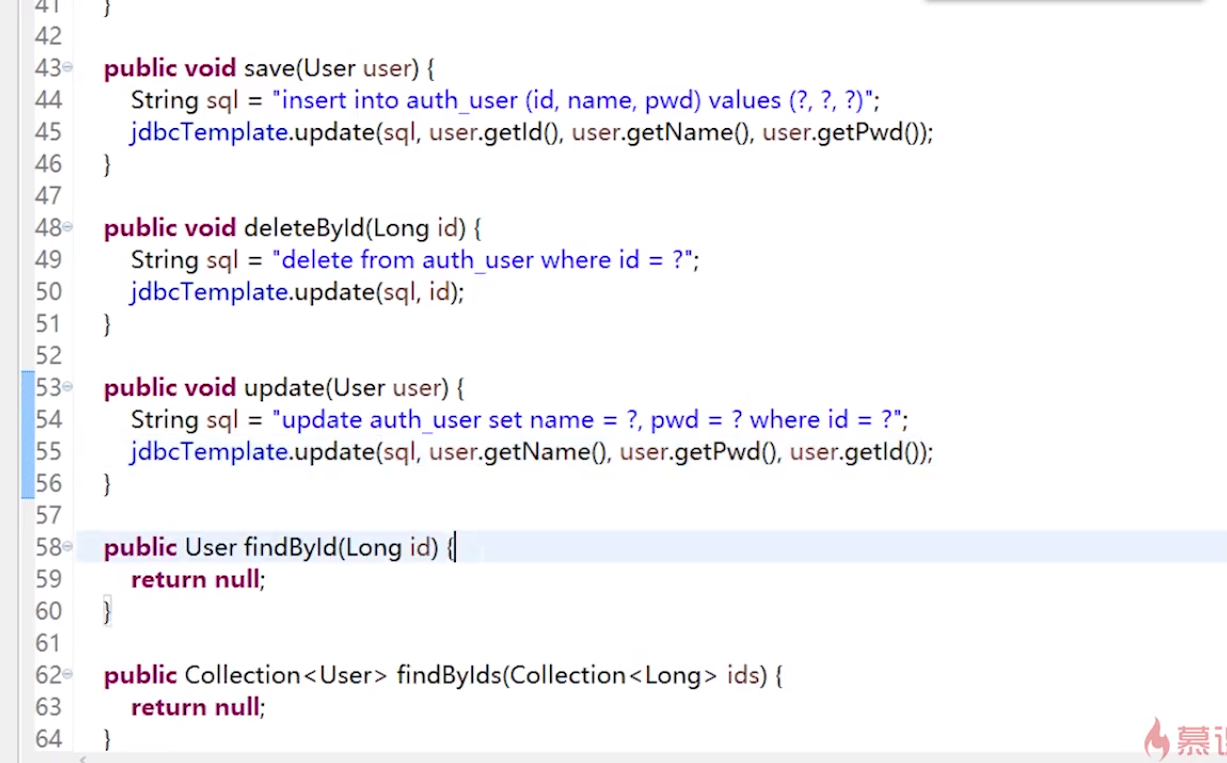 41 }
42
43 public void save(User user) {
44 String sql = "insert into auth_user (id, name, pwd) values (?, ?, ?)";
45 jdbcTemplate.update(sql, user.getId(), user.getName(), user.getPwd());
46 }
47
48 public void deleteById(Long id) {
49 String sql = "delete from auth_user where id = ?";
50 jdbcTemplate.update(sql, id);
51 }
52
53 public void update(User user) {
54 String sql = "update auth_user set name = ?, pwd = ? where id = ?";
55 jdbcTemplate.update(sql, user.getName(), user.getPwd(), user.getId());
56 }
57
58 public User findById(Long id) {
59 return null;
60 }
61
62 public Collection<User> findByIds(Collection<Long> ids) {
63 return null;
64 }
慕